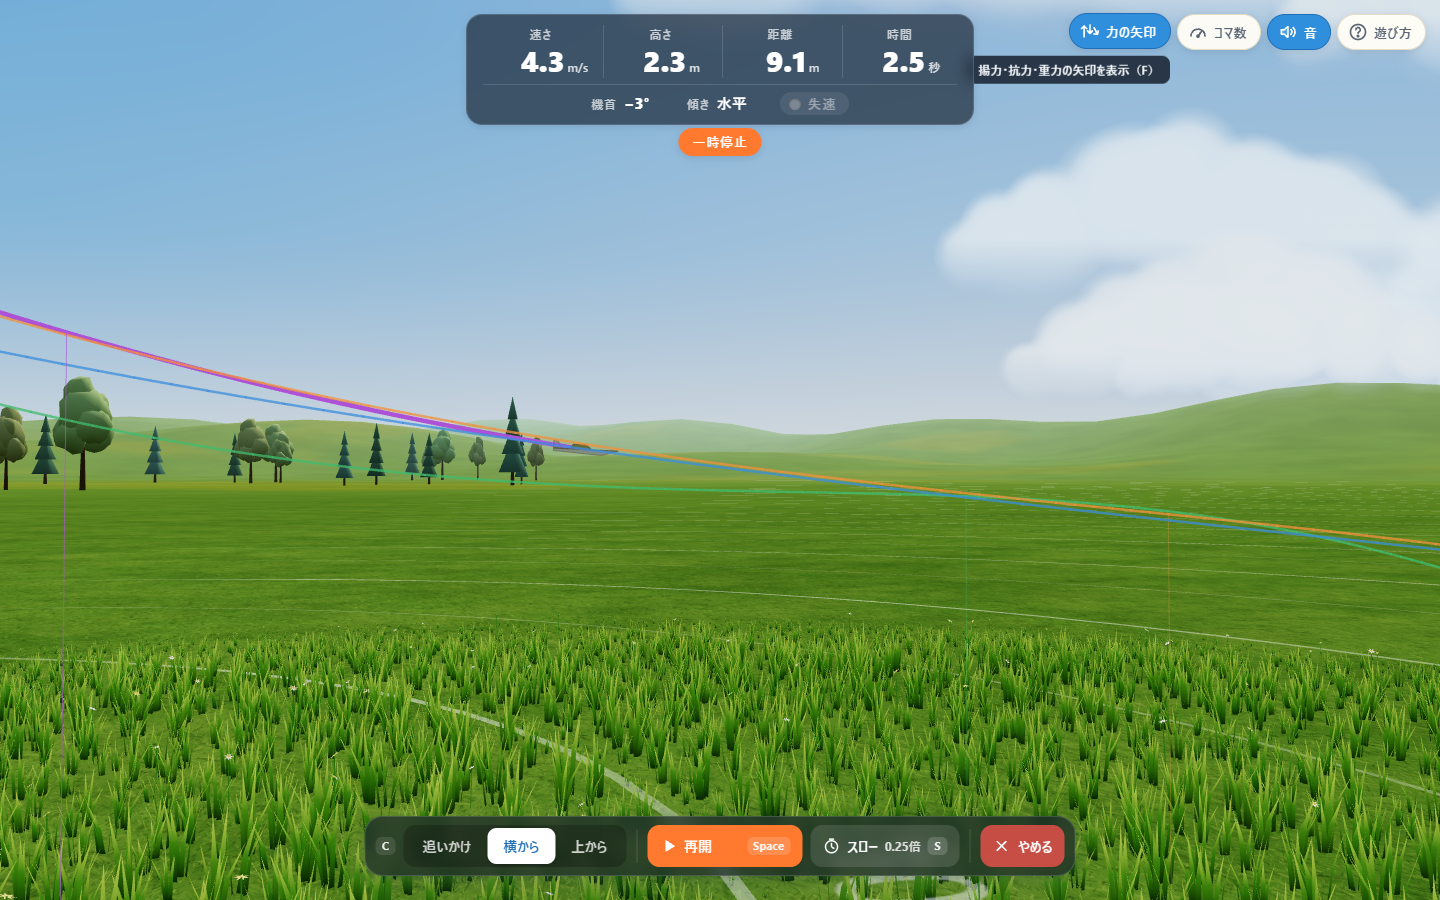 速さ 高さ 距離 時間
4.3 m/s 2.3 m 9.1 m 2.5 秒
機首 −3° 傾き 水平 失速
一時停止
力の矢印 コマ数 音 遊び方
揚力・抗力・重力の矢印を表示（F）
C 追いかけ 横から 上から 再開 Space スロー 0.25倍 S やめる